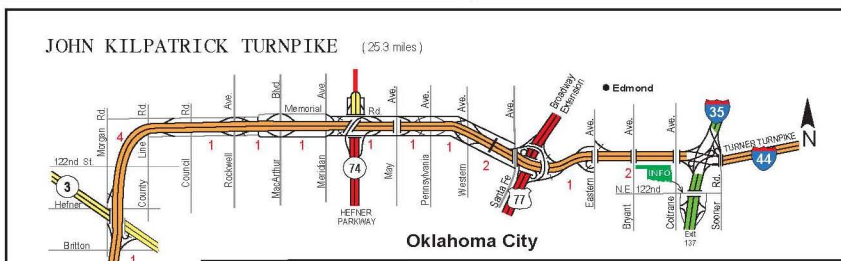 JOHN KILPATRICK TURNPIKE (25.3 miles)
Morgan Rd.
County Line Rd.
Council Rd.
Rockwell Ave.
MacArthur Blvd.
Meridian Ave.
Memorial Rd.
May Ave.
Pennsylvania Ave.
Western Ave.
Santa Fe Ave.
Broadway Extension
Edmond
Eastern Ave.
Bryant Ave.
Coltrane Ave.
Sooner Rd.
35
N
TURNER TURNPIKE
44
4
1
1
1
1
1
1
2
1
2
INFO
122nd St.
N.E. 122nd
3
Hefner
74
HEFNER
PARKWAY
77
Exit
137
Britton
1
Oklahoma City